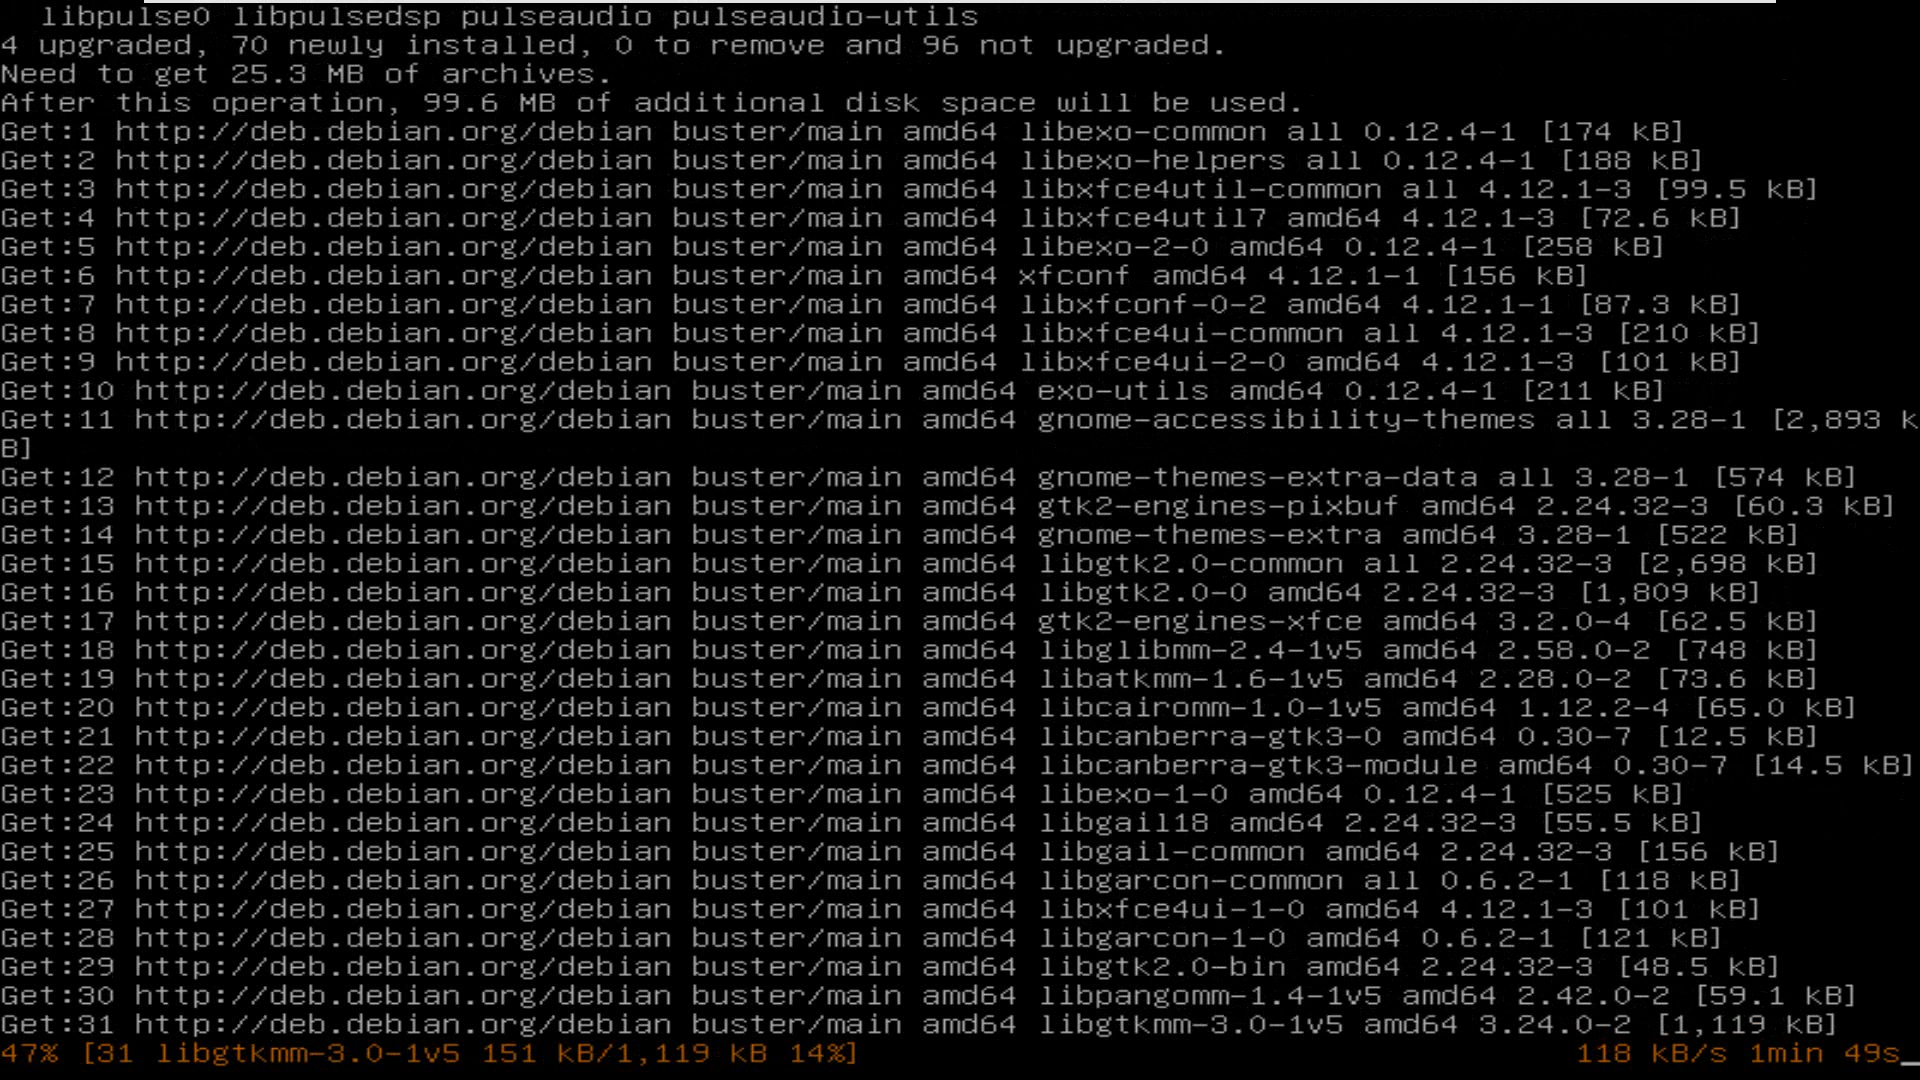 libpulse0 libpulsedsp pulseaudio pulseaudio-utils
4 upgraded, 70 newly installed, 0 to remove and 96 not upgraded.
Need to get 25.3 MB of archives.
After this operation, 99.6 MB of additional disk space will be used.
Get:1 http://deb.debian.org/debian buster/main amd64 libexo-common all 0.12.4-1 [174 kB]
Get:2 http://deb.debian.org/debian buster/main amd64 libexo-helpers all 0.12.4-1 [188 kB]
Get:3 http://deb.debian.org/debian buster/main amd64 libxfce4util-common all 4.12.1-3 [99.5 kB]
Get:4 http://deb.debian.org/debian buster/main amd64 libxfce4util7 amd64 4.12.1-3 [72.6 kB]
Get:5 http://deb.debian.org/debian buster/main amd64 libexo-2-0 amd64 0.12.4-1 [258 kB]
Get:6 http://deb.debian.org/debian buster/main amd64 xfconf amd64 4.12.1-1 [156 kB]
Get:7 http://deb.debian.org/debian buster/main amd64 libxfconf-0-2 amd64 4.12.1-1 [87.3 kB]
Get:8 http://deb.debian.org/debian buster/main amd64 libxfce4ui-common all 4.12.1-3 [210 kB]
Get:9 http://deb.debian.org/debian buster/main amd64 libxfce4ui-2-0 amd64 4.12.1-3 [101 kB]
Get:10 http://deb.debian.org/debian buster/main amd64 exo-utils amd64 0.12.4-1 [211 kB]
Get:11 http://deb.debian.org/debian buster/main amd64 gnome-accessibility-themes all 3.28-1 [2,893 k
B]
Get:12 http://deb.debian.org/debian buster/main amd64 gnome-themes-extra-data all 3.28-1 [574 kB]
Get:13 http://deb.debian.org/debian buster/main amd64 gtk2-engines-pixbuf amd64 2.24.32-3 [60.3 kB]
Get:14 http://deb.debian.org/debian buster/main amd64 gnome-themes-extra amd64 3.28-1 [522 kB]
Get:15 http://deb.debian.org/debian buster/main amd64 libgtk2.0-common all 2.24.32-3 [2,698 kB]
Get:16 http://deb.debian.org/debian buster/main amd64 libgtk2.0-0 amd64 2.24.32-3 [1,809 kB]
Get:17 http://deb.debian.org/debian buster/main amd64 gtk2-engines-xfce amd64 3.2.0-4 [62.5 kB]
Get:18 http://deb.debian.org/debian buster/main amd64 libglibmm-2.4-1v5 amd64 2.58.0-2 [748 kB]
Get:19 http://deb.debian.org/debian buster/main amd64 libatkmm-1.6-1v5 amd64 2.28.0-2 [73.6 kB]
Get:20 http://deb.debian.org/debian buster/main amd64 libcairomm-1.0-1v5 amd64 1.12.2-4 [65.0 kB]
Get:21 http://deb.debian.org/debian buster/main amd64 libcanberra-gtk3-0 amd64 0.30-7 [12.5 kB]
Get:22 http://deb.debian.org/debian buster/main amd64 libcanberra-gtk3-module amd64 0.30-7 [14.5 kB]
Get:23 http://deb.debian.org/debian buster/main amd64 libexo-1-0 amd64 0.12.4-1 [525 kB]
Get:24 http://deb.debian.org/debian buster/main amd64 libgail18 amd64 2.24.32-3 [55.5 kB]
Get:25 http://deb.debian.org/debian buster/main amd64 libgail-common amd64 2.24.32-3 [156 kB]
Get:26 http://deb.debian.org/debian buster/main amd64 libgarcon-common all 0.6.2-1 [118 kB]
Get:27 http://deb.debian.org/debian buster/main amd64 libxfce4ui-1-0 amd64 4.12.1-3 [101 kB]
Get:28 http://deb.debian.org/debian buster/main amd64 libgarcon-1-0 amd64 0.6.2-1 [121 kB]
Get:29 http://deb.debian.org/debian buster/main amd64 libgtk2.0-bin amd64 2.24.32-3 [48.5 kB]
Get:30 http://deb.debian.org/debian buster/main amd64 libpangomm-1.4-1v5 amd64 2.42.0-2 [59.1 kB]
Get:31 http://deb.debian.org/debian buster/main amd64 libgtkmm-3.0-1v5 amd64 3.24.0-2 [1,119 kB]
47% [31 libgtkmm-3.0-1v5 151 kB/1,119 kB 14%] 118 kB/s 1min 49s